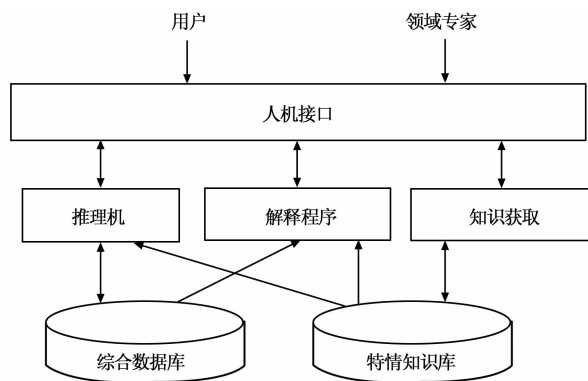 用户
领域专家
人机接口
推理机
解释程序
知识获取
综合数据库
特情知识库